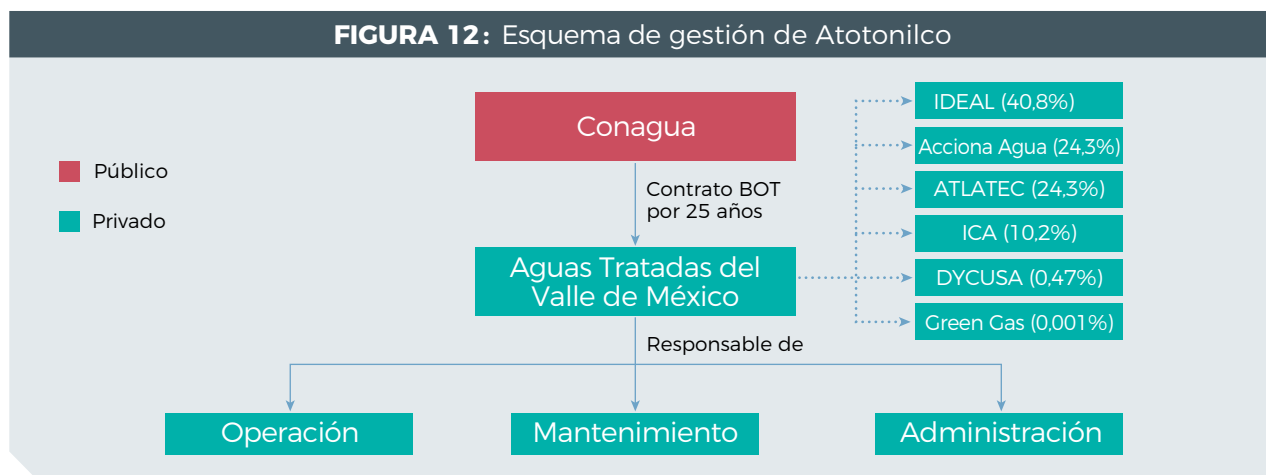 FIGURA 12: Esquema de gestión de Atotonilco
Conagua
Público
Privado
Contrato BOT
por 25 años
Aguas Tratadas del
Valle de México
IDEAL (40,8%)
Acciona Agua (24,3%)
ATLATEC (24,3%)
ICA (10,2%)
DYCUSA (0,47%)
Green Gas (0,001%)
Responsable de
Operación
Mantenimiento
Administración